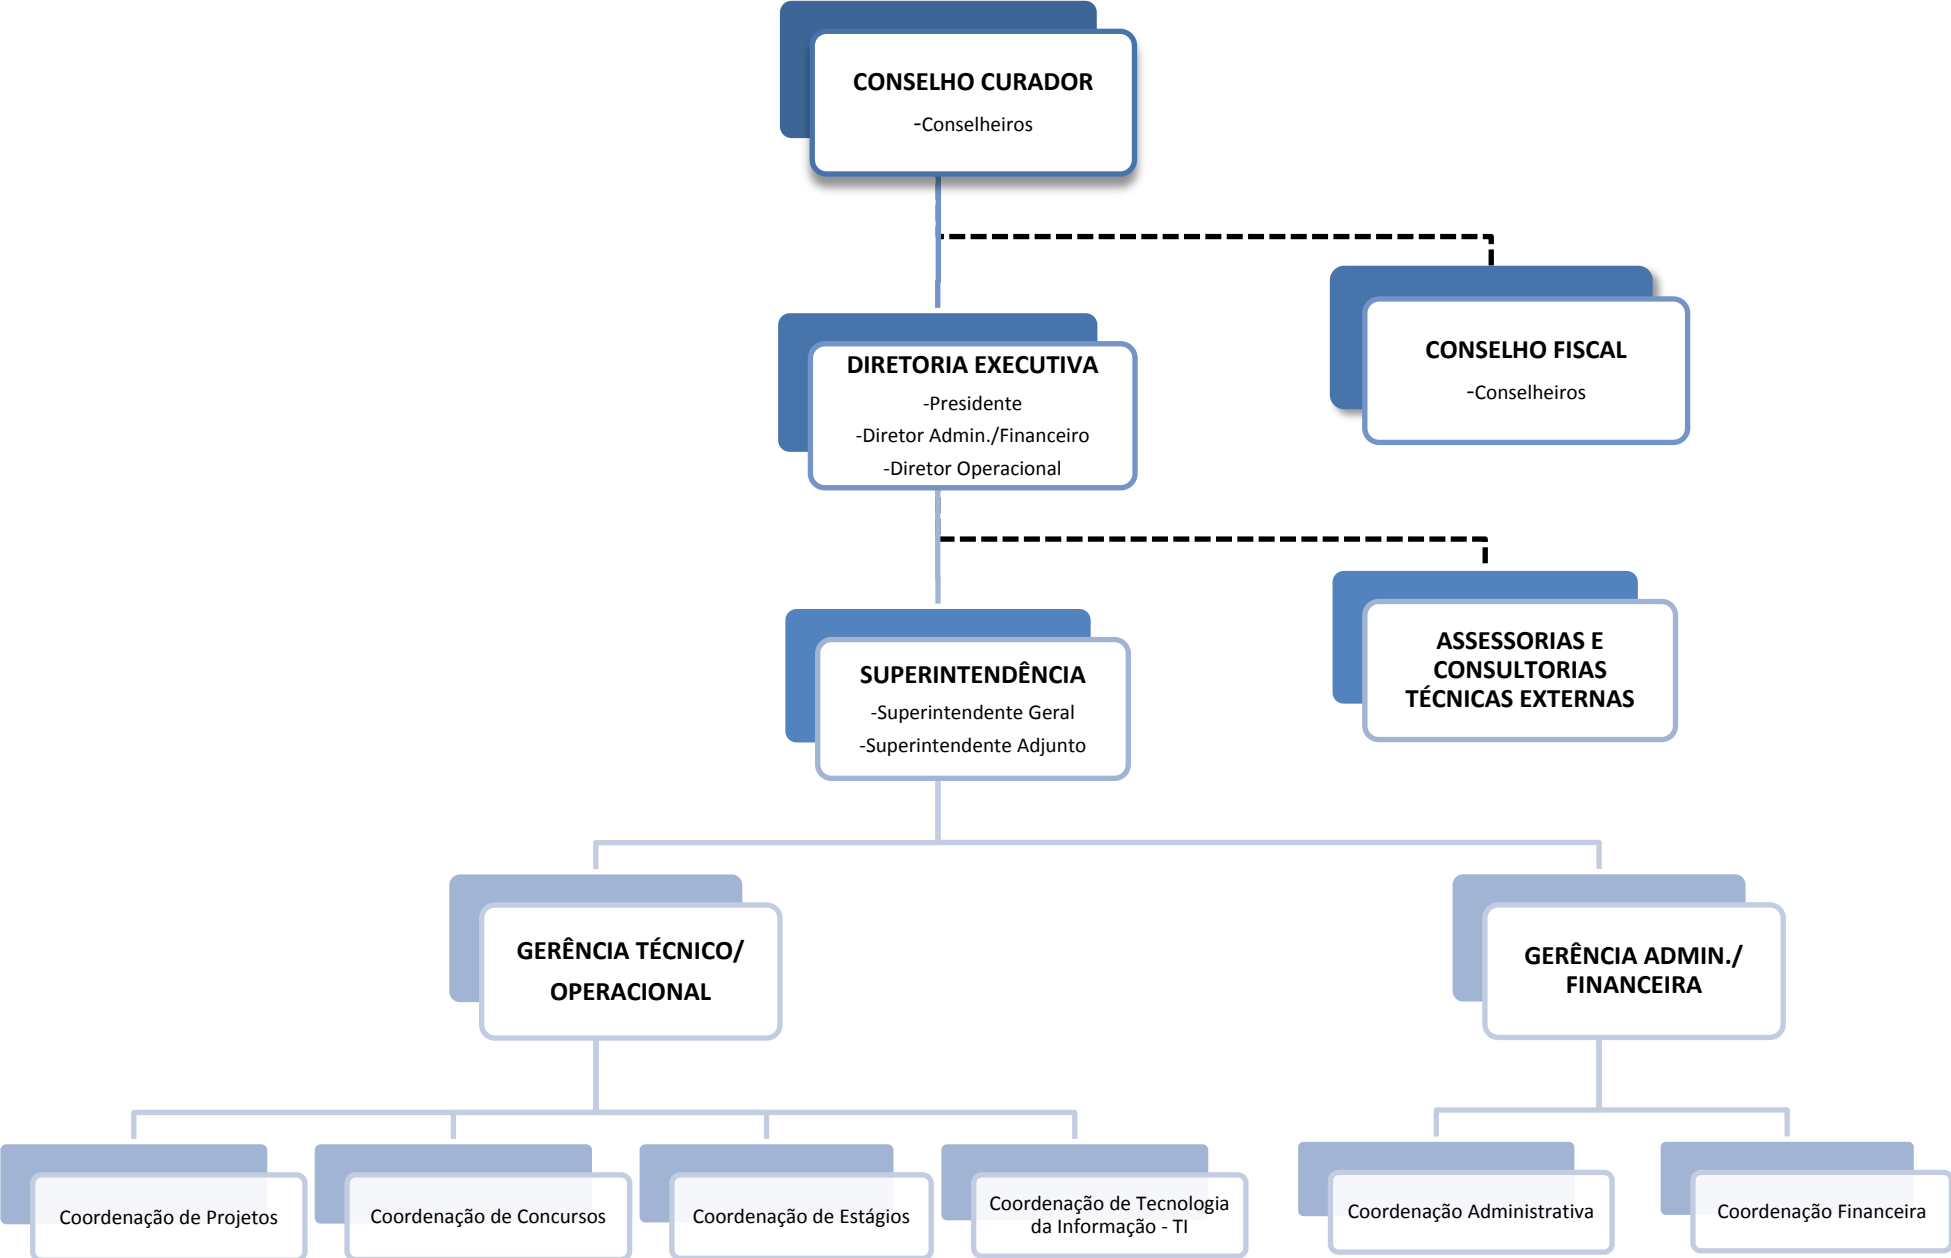 CONSELHO CURADOR
-Conselheiros
CONSELHO FISCAL
-Conselheiros
DIRETORIA EXECUTIVA
-Presidente
-Diretor Admin./Financeiro
-Diretor Operacional
ASSESSORIAS E
CONSULTORIAS
TÉCNICAS EXTERNAS
SUPERINTENDÊNCIA
-Superintendente Geral
-Superintendente Adjunto
GERÊNCIA TÉCNICO/
OPERACIONAL
GERÊNCIA ADMIN./
FINANCEIRA
Coordenação de Projetos
Coordenação de Concursos
Coordenação de Estágios
Coordenação de Tecnologia
da Informação - TI
Coordenação Administrativa
Coordenação Financeira